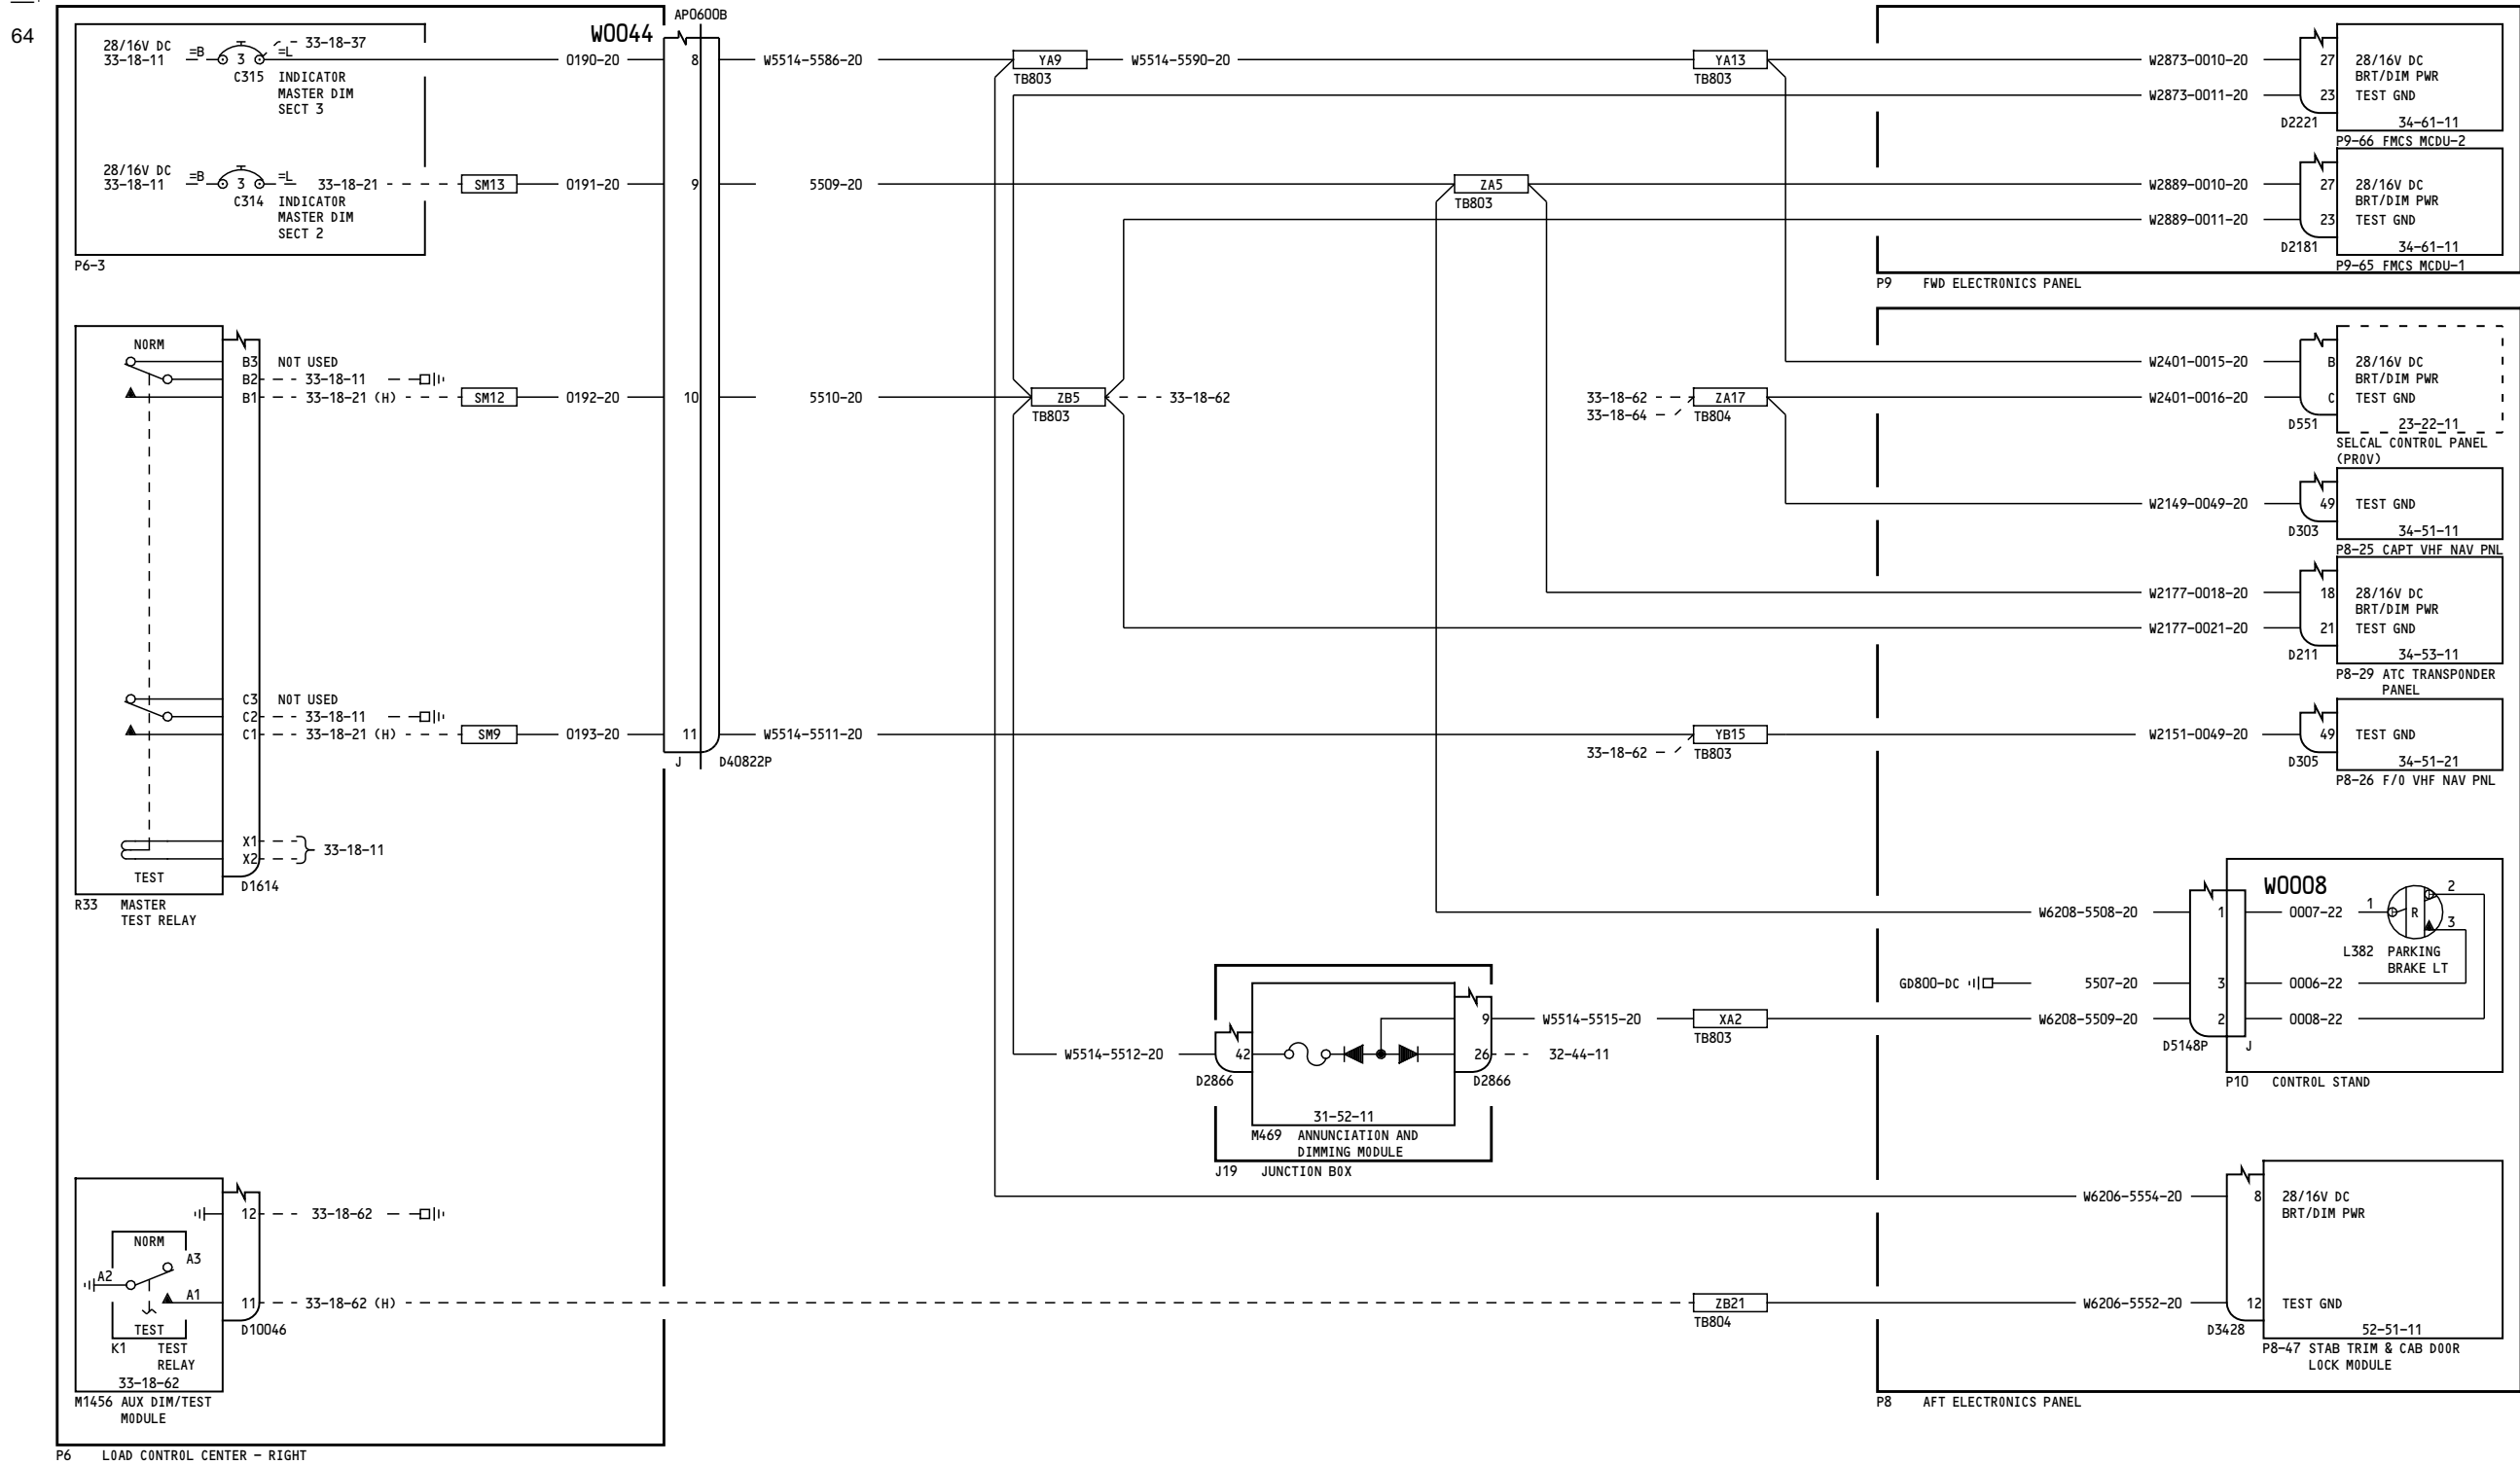 64
W0044
AP0600B
28/16V DC
33-18-11
=B
3
=L
33-18-37
C315
INDICATOR
MASTER DIM
SECT 3
0190-20
8
W5514-5586-20
YA9
TB803
W5514-5590-20
YA13
TB803
W2873-0010-20
27
28/16V DC
BRT/DIM PWR
W2873-0011-20
23
TEST GND
D2221
34-61-11
P9-66 FMCS MCDU-2
28/16V DC
33-18-11
=B
3
=L
33-18-21
C314
INDICATOR
MASTER DIM
SECT 2
SM13
0191-20
9
5509-20
ZA5
TB803
W2889-0010-20
27
28/16V DC
BRT/DIM PWR
W2889-0011-20
23
TEST GND
D2181
34-61-11
P9-65 FMCS MCDU-1
P6-3
P9 FWD ELECTRONICS PANEL
NORM
B3 NOT USED
B2 33-18-11
B1 33-18-21 (H)
SM12
0192-20
10
5510-20
ZB5
TB803
33-18-62
33-18-62
33-18-64
ZA17
TB804
W2401-0015-20
B
28/16V DC
BRT/DIM PWR
W2401-0016-20
C
TEST GND
D551
23-22-11
SELCAL CONTROL PANEL
(PROV)
W2149-0049-20
49
TEST GND
D303
34-51-11
P8-25 CAPT VHF NAV PNL
W2177-0018-20
18
28/16V DC
BRT/DIM PWR
W2177-0021-20
21
TEST GND
D211
34-53-11
P8-29 ATC TRANSPONDER
PANEL
C3 NOT USED
C2 33-18-11
C1 33-18-21 (H)
SM9
0193-20
11
J
D40822P
W5514-5511-20
33-18-62
YB15
TB803
W2151-0049-20
49
TEST GND
D305
34-51-21
P8-26 F/O VHF NAV PNL
X1
X2
33-18-11
TEST
D1614
R33 MASTER
TEST RELAY
W0008
W6208-5508-20
1
0007-22
1
R
2
3
L382 PARKING
BRAKE LT
GD800-DC
5507-20
3
0006-22
W5514-5512-20
42
D2866
9
26
D2866
W5514-5515-20
32-44-11
XA2
TB803
W6208-5509-20
2
0008-22
D5148P
J
P10 CONTROL STAND
31-52-11
M469 ANNUNCIATION AND
DIMMING MODULE
J19 JUNCTION BOX
W6206-5554-20
8
28/16V DC
BRT/DIM PWR
12
33-18-62
NORM
A3
A2
A1
11
33-18-62 (H)
TEST
D10046
K1 TEST
RELAY
33-18-62
M1456 AUX DIM/TEST
MODULE
ZB21
TB804
W6206-5552-20
12
TEST GND
D3428
52-51-11
P8-47 STAB TRIM & CAB DOOR
LOCK MODULE
P8 AFT ELECTRONICS PANEL
P6 LOAD CONTROL CENTER - RIGHT